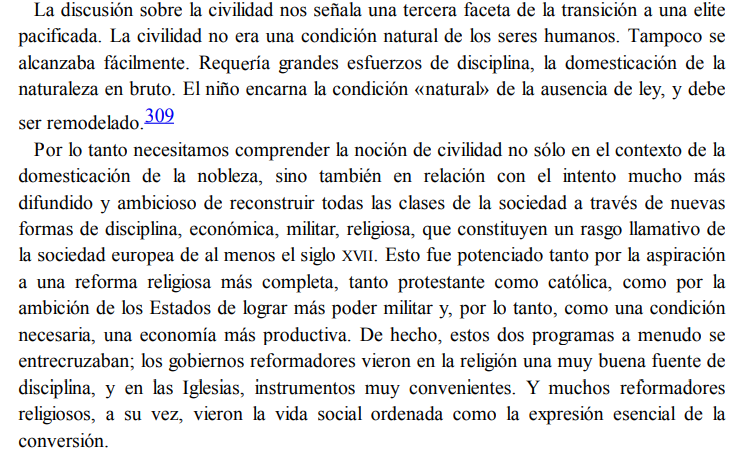 La discusión sobre la civilidad nos señala una tercera faceta de la transición a una elite
pacificada. La civilidad no era una condición natural de los seres humanos. Tampoco se
alcanzaba fácilmente. Requería grandes esfuerzos de disciplina, la domesticación de la
naturaleza en bruto. El niño encarna la condición «natural» de la ausencia de ley, y debe
ser remodelado.309
Por lo tanto necesitamos comprender la noción de civilidad no sólo en el contexto de la
domesticación de la nobleza, sino también en relación con el intento mucho más
difundido y ambicioso de reconstruir todas las clases de la sociedad a través de nuevas
formas de disciplina, económica, militar, religiosa, que constituyen un rasgo llamativo de
la sociedad europea de al menos el siglo XVII. Esto fue potenciado tanto por la aspiración
a una reforma religiosa más completa, tanto protestante como católica, como por la
ambición de los Estados de lograr más poder militar y, por lo tanto, como una condición
necesaria, una economía más productiva. De hecho, estos dos programas a menudo se
entrecruzaban; los gobiernos reformadores vieron en la religión una muy buena fuente de
disciplina, y en las Iglesias, instrumentos muy convenientes. Y muchos reformadores
religiosos, a su vez, vieron la vida social ordenada como la expresión esencial de la
conversión.